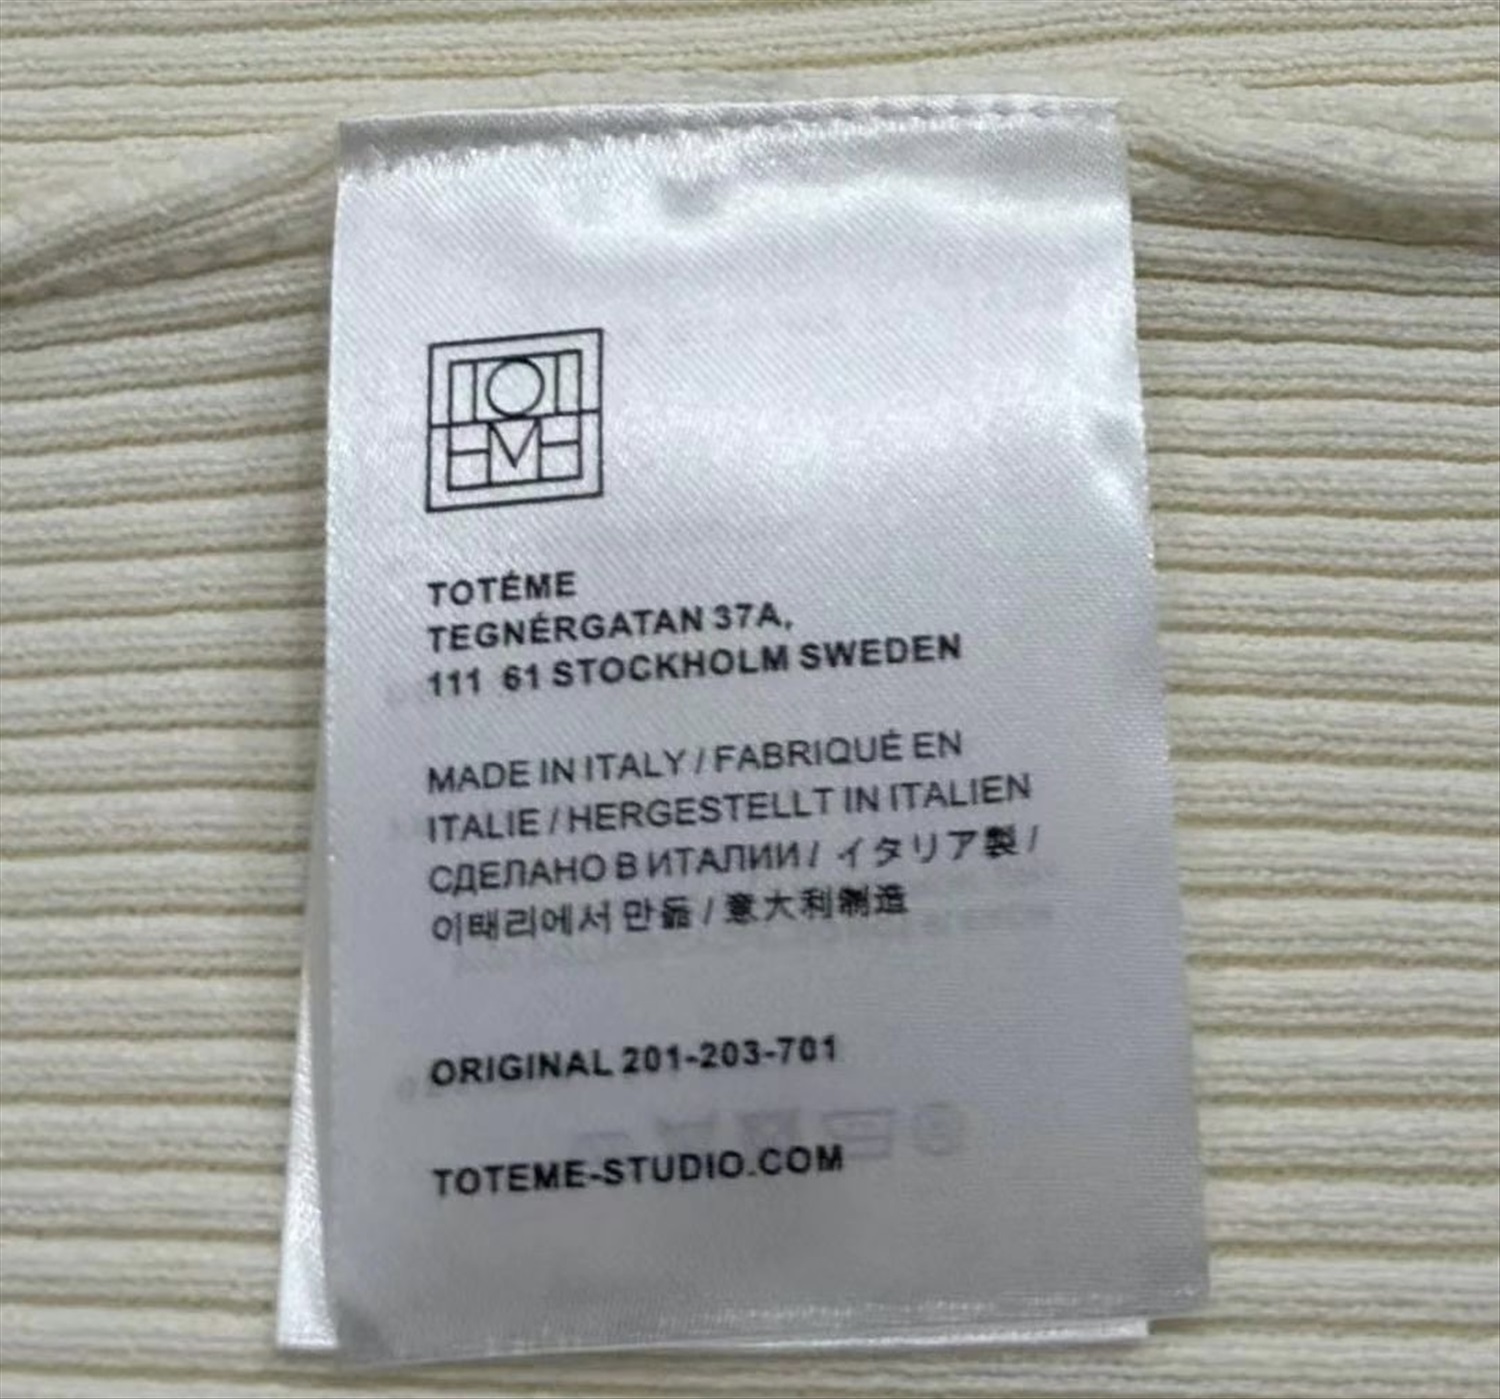 TOTÉME
TEGNÉRGATAN 37A,
111 61 STOCKHOLM SWEDEN
MADE IN ITALY / FABRIQUÉ EN
ITALIE / HERGESTELLT IN ITALIEN
СДЕЛАНО В ИТАЛИИ / イタリア製 /
이태리에서 만듦 / 意大利制造
ORIGINAL 201-203-701
TOTEME-STUDIO.COM